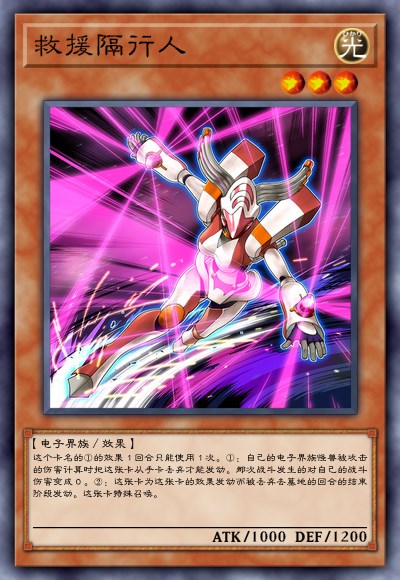 救援隔行人
ひかり
光
【电子界族／效果】
这个卡名的①的效果1回合只能使用1次。①：自己的电子界族怪兽被攻击
的伤害计算时把这张卡从手卡丢弃才能发动。那次战斗发生的对自己的战斗
伤害变成0。②：这张卡为这张卡的效果发动而被丢弃去墓地的回合的结束
阶段发动。这张卡特殊召唤。
ATK/1000 DEF/1200